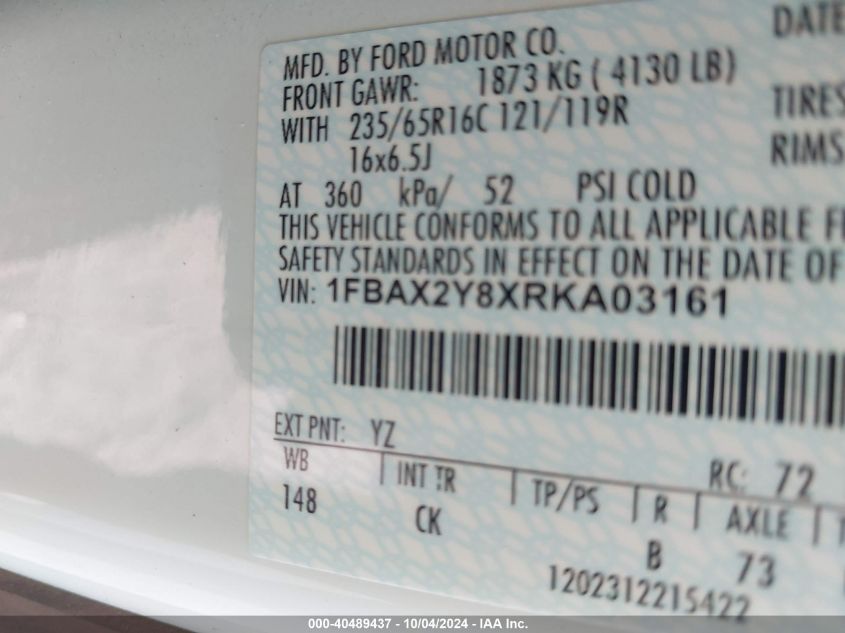 MFD. BY FORD MOTOR CO. DATE
FRONT GAWR: 1873 KG ( 4130 LB)
WITH 235/65R16C 121/119R TIRES
16x6.5J RIMS
AT 360 kPa/ 52 PSI COLD
THIS VEHICLE CONFORMS TO ALL APPLICABLE
SAFETY STANDARDS IN EFFECT ON THE DATE OF
VIN: 1FBAX2Y8XRKA03161
EXT PNT: YZ RC: 72
WB INT TR TP/PS R AXLE
148 CK B 73
1202312215422
000-40489437 - 10/04/2024 - IAA Inc.